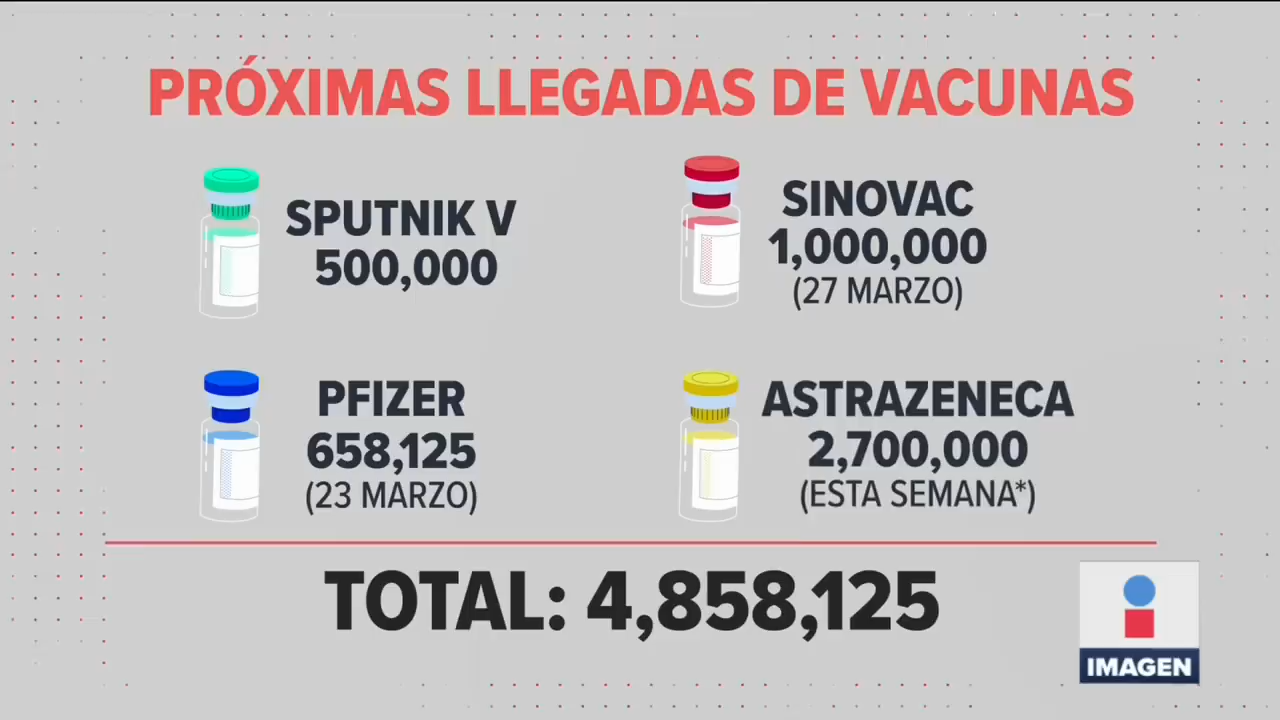 PRÓXIMAS LLEGADAS DE VACUNAS
SPUTNIK V
500,000
SINOVAC
1,000,000
(27 MARZO)
PFIZER
658,125
(23 MARZO)
ASTRAZENECA
2,700,000
(ESTA SEMANA*)
TOTAL: 4,858,125
IMAGEN